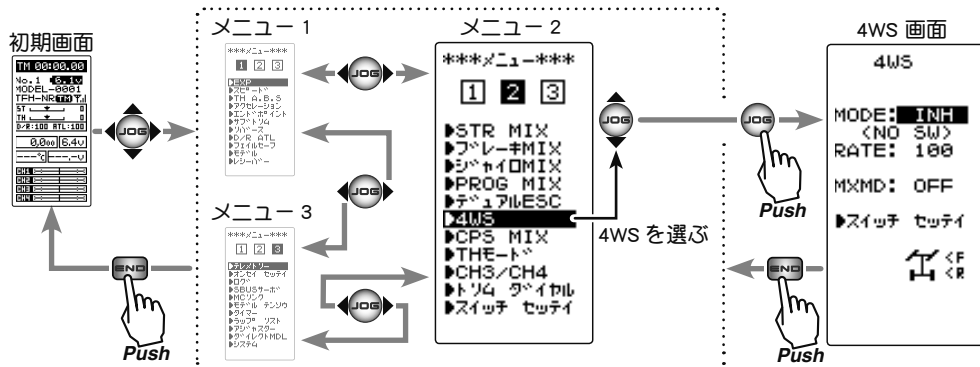 初期画面
TM 00:00.00
No.1 6.1v
MODEL-0001
TFH-NR TM
ST 0
TH 0
D/R:100 ATL:100
0.0oo 6.4v
---℃ --.-v
CH1
CH2
CH3
CH4
END
Push
JOG
メニュー 1
***メニュー***
1 2 3
▶EXP
▶スピード
▶TH A.B.S
▶アクセレーション
▶エンドポイント
▶サブトリム
▶リバース
▶D/R ATL
▶フェイルセーフ
▶モデル
▶レシーバー
JOG
JOG
メニュー 3
***メニュー***
1 2 3
▶テレメトリー
▶オンセイ セッテイ
▶ログ
▶SBUSサーボ
▶MCリンク
▶モデル テンソウ
▶タイマー
▶ラップ リスト
▶アジャスター
▶ダイレクトMDL
▶システム
JOG
メニュー 2
***メニュー***
1 2 3
▶STR MIX
▶ブレーキMIX
▶ジャイロMIX
▶PROG MIX
▶デュアルESC
▶4WS
▶CPS MIX
▶THモード
▶CH3/CH4
▶トリム ダイヤル
▶スイッチ セッテイ
JOG
4WS を選ぶ
JOG
Push
END
Push
4WS 画面
4WS
MODE: INH
(NO SW)
RATE: 100
MXMD: OFF
▶スイッチ セッテイ
<F
<R